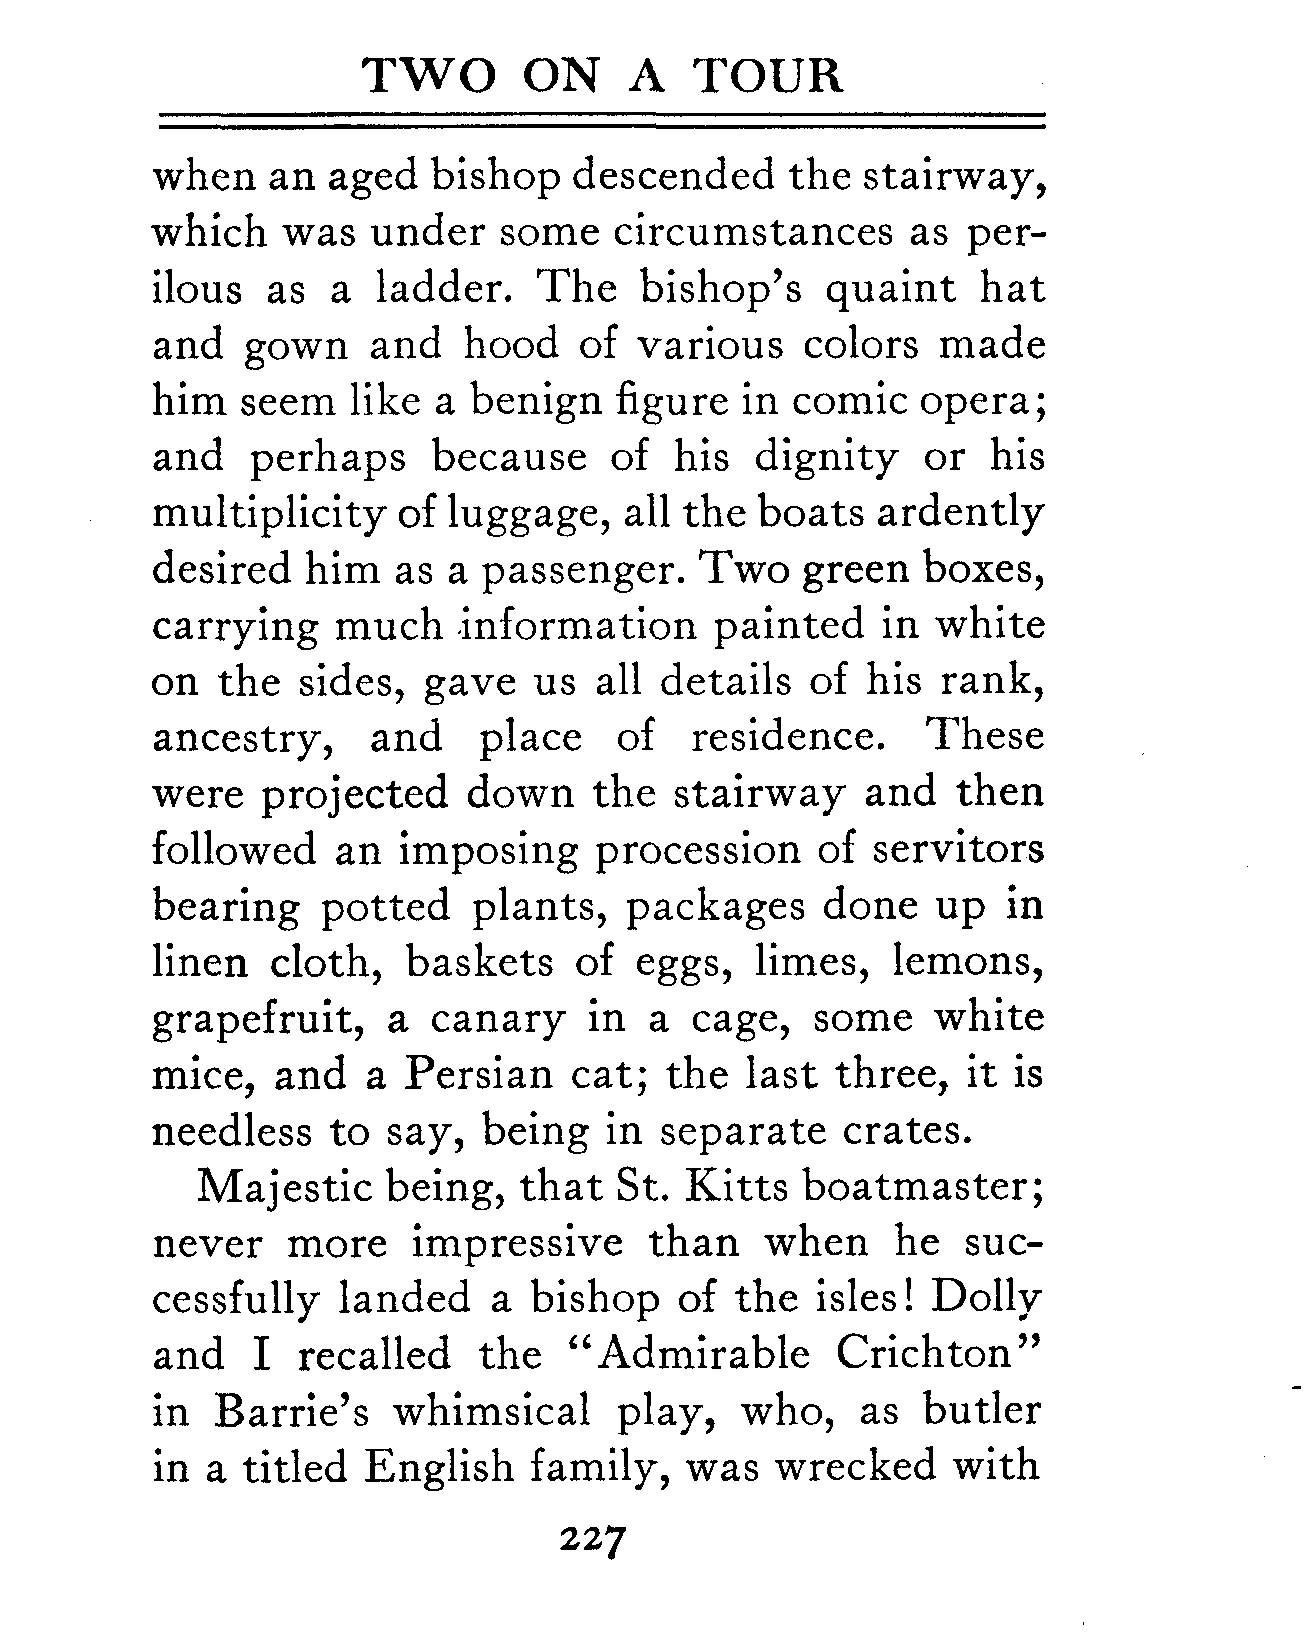 TWO ON A TOUR
when an aged bishop descended the stairway,
which was under some circumstances as per-
ilous as a ladder. The bishop's quaint hat
and gown and hood of various colors made
him seem like a benign figure in comic opera;
and perhaps because of his dignity or his
multiplicity of luggage, all the boats ardently
desired him as a passenger. Two green boxes,
carrying much information painted in white
on the sides, gave us all details of his rank,
ancestry, and place of residence. These
were projected down the stairway and then
followed an imposing procession of servitors
bearing potted plants, packages done up in
linen cloth, baskets of eggs, limes, lemons,
grapefruit, a canary in a cage, some white
mice, and a Persian cat; the last three, it is
needless to say, being in separate crates.
Majestic being, that St. Kitts boatmaster;
never more impressive than when he suc-
cessfully landed a bishop of the isles! Dolly
and I recalled the “Admirable Crichton”
in Barrie's whimsical play, who, as butler
in a titled English family, was wrecked with
227